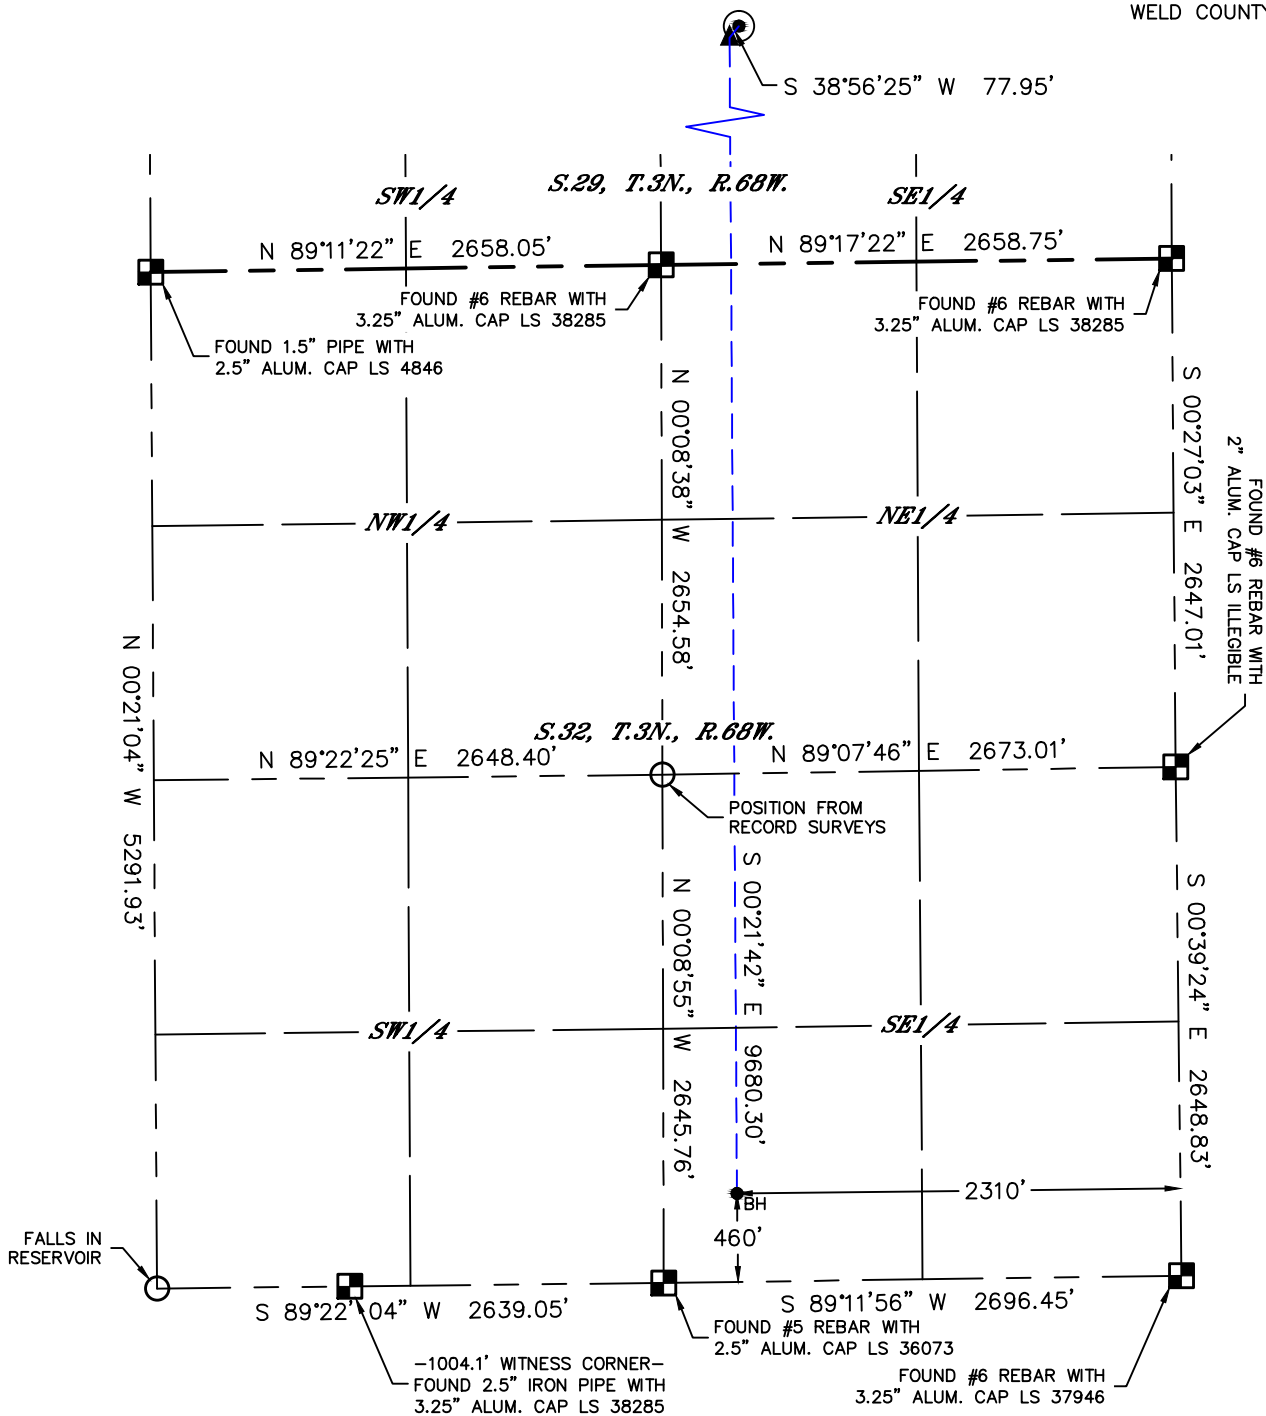 WELD COUNTY
S 38°56'25" W 77.95'
S.29, T.3N., R.68W.
SW1/4
SE1/4
N 89°11'22" E 2658.05'
N 89°17'22" E 2658.75'
FOUND #6 REBAR WITH
3.25" ALUM. CAP LS 38285
FOUND #6 REBAR WITH
3.25" ALUM. CAP LS 38285
FOUND 1.5" PIPE WITH
2.5" ALUM. CAP LS 4846
N 00°08'38" W 2654.58'
S 00°27'03" E 2647.01'
FOUND #6 REBAR WITH
2" ALUM. CAP LS ILLEGIBLE
NW1/4
NE1/4
N 00°21'04" W 5291.93'
S.32, T.3N., R.68W.
N 89°22'25" E 2648.40'
N 89°07'46" E 2673.01'
POSITION FROM
RECORD SURVEYS
S 00°21'42" E 9680.30'
N 00°08'55" W 2645.76'
S 00°39'24" E 2648.83'
SW1/4
SE1/4
2310'
BH
460'
FALLS IN
RESERVOIR
S 89°22'04" W 2639.05'
S 89°11'56" W 2696.45'
FOUND #5 REBAR WITH
2.5" ALUM. CAP LS 36073
-1004.1' WITNESS CORNER-
FOUND 2.5" IRON PIPE WITH
3.25" ALUM. CAP LS 38285
FOUND #6 REBAR WITH
3.25" ALUM. CAP LS 37946